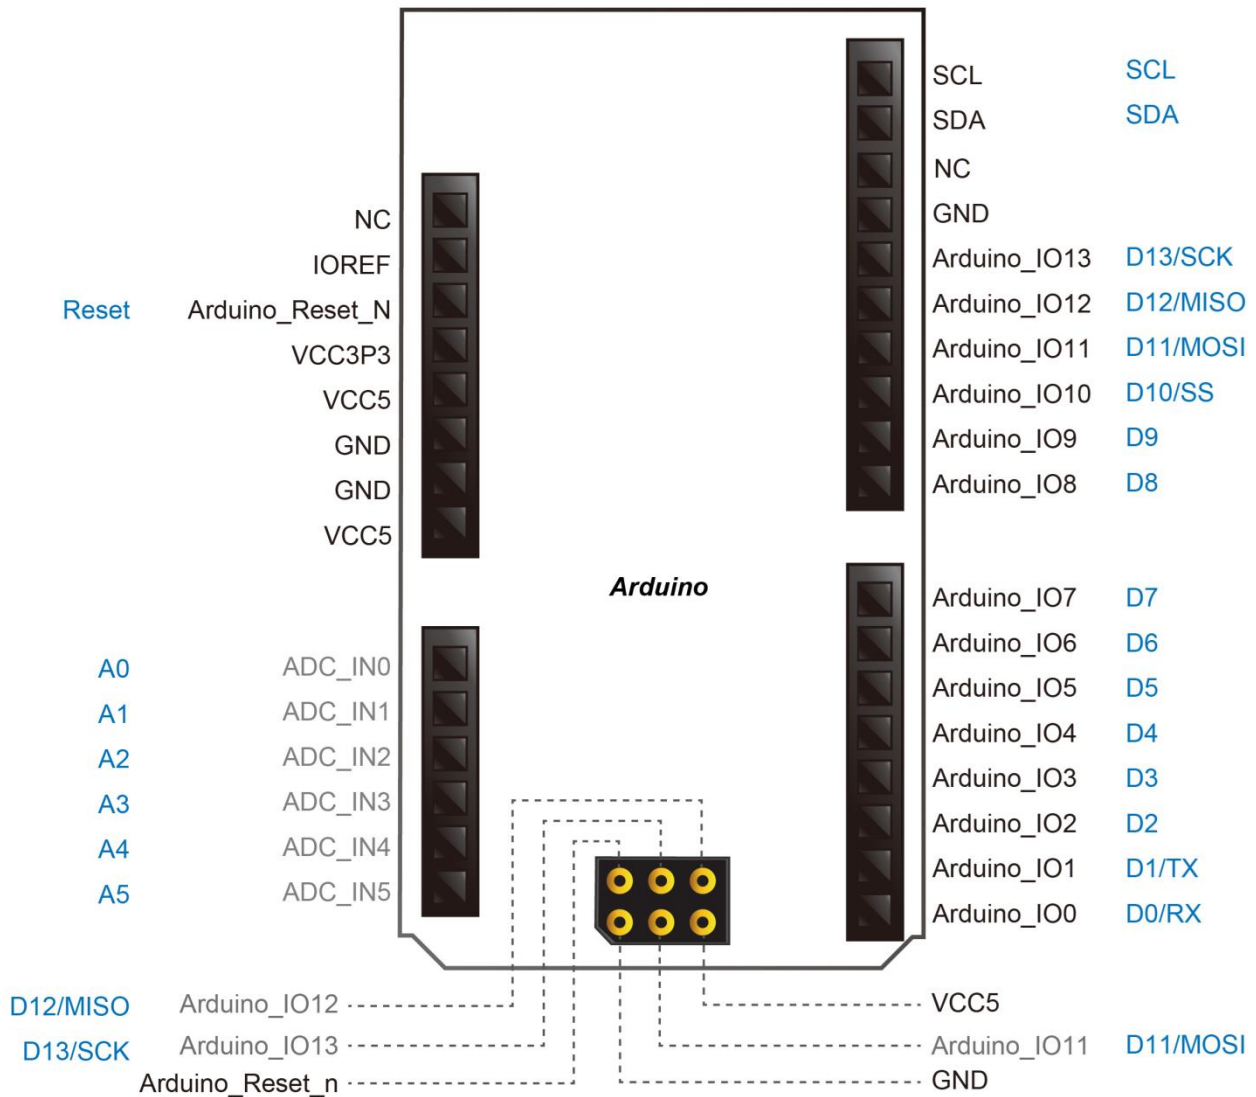 SCL SCL
SDA SDA
NC
NC GND
IOREF Arduino_IO13 D13/SCK
Reset Arduino_Reset_N Arduino_IO12 D12/MISO
VCC3P3 Arduino_IO11 D11/MOSI
VCC5 Arduino_IO10 D10/SS
GND Arduino_IO9 D9
GND Arduino_IO8 D8
VCC5
Arduino Arduino_IO7 D7
A0 ADC_IN0 Arduino_IO6 D6
A1 ADC_IN1 Arduino_IO5 D5
A2 ADC_IN2 Arduino_IO4 D4
A3 ADC_IN3 Arduino_IO3 D3
A4 ADC_IN4 Arduino_IO2 D2
A5 ADC_IN5 Arduino_IO1 D1/TX
Arduino_IO0 D0/RX
D12/MISO Arduino_IO12 VCC5
D13/SCK Arduino_IO13 Arduino_IO11 D11/MOSI
Arduino_Reset_n GND